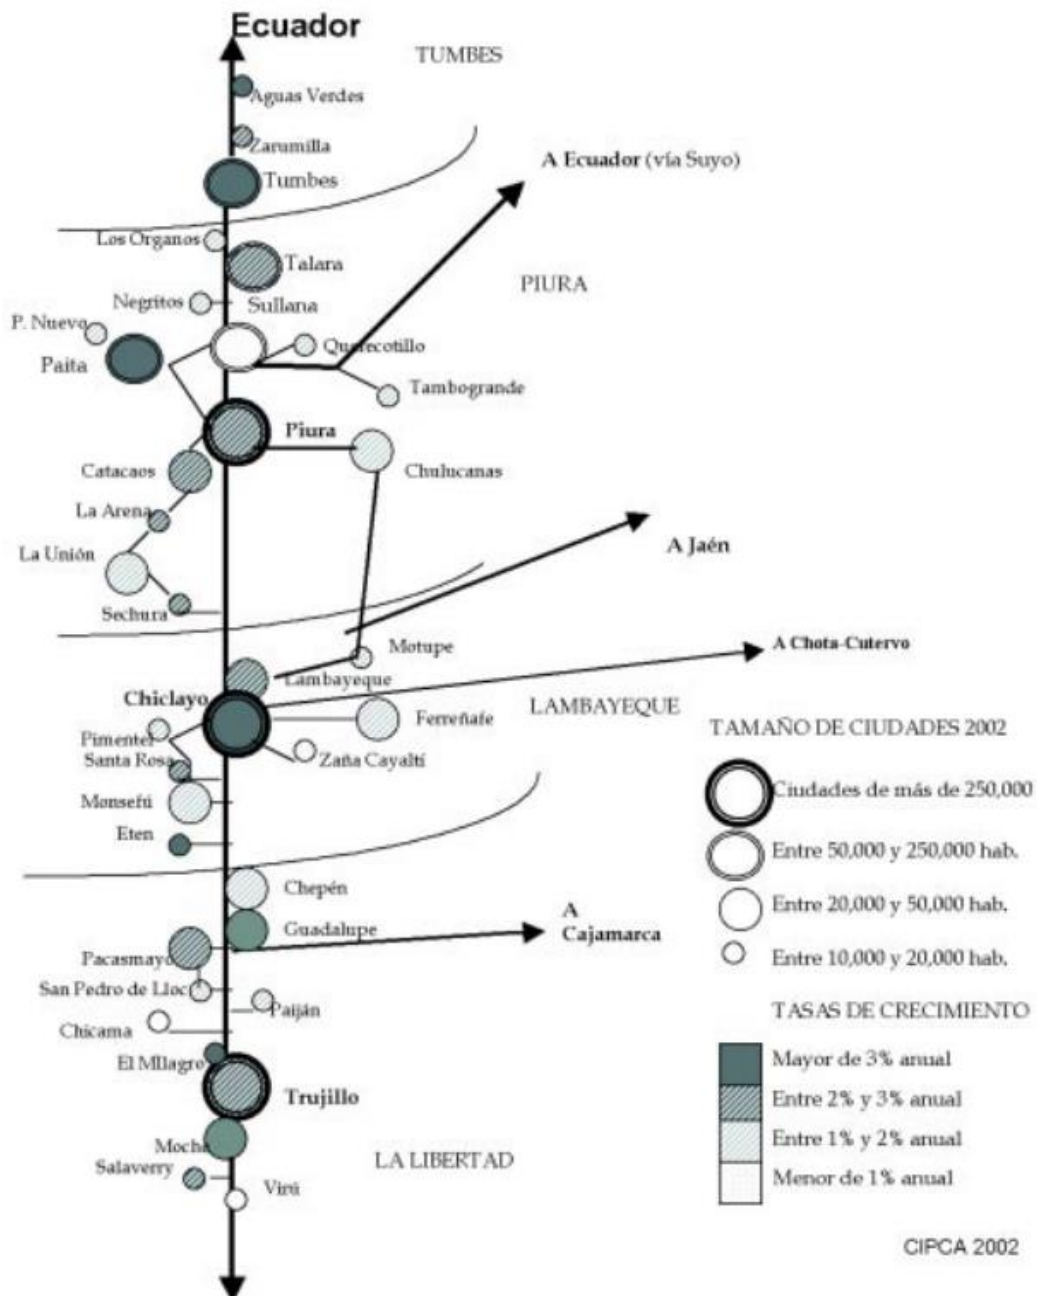 Ecuador
TUMBES
Aguas Verdes
Zarumilla
Tumbes
A Ecuador (vía Suyo)
Los Organos
Talara
PIURA
Negritos
Sullana
P. Nuevo
Querecotillo
Paita
Tambogrande
Piura
Catacaos
Chulucanas
La Arena
A Jaén
La Unión
Sechura
Motupe
A Chota-Cutervo
Lambayeque
Chiclayo
LAMBAYEQUE
Ferreñafe
Pimentel
Santa Rosa
Zaña Cayaltí
Monsefú
Eten
Chepén
Guadalupe
A
Cajamarca
Pacasmayo
San Pedro de Lloc
Paiján
Chicama
El MIlagro
Trujillo
Moche
LA LIBERTAD
Salaverry
Virú
TAMAÑO DE CIUDADES 2002
Ciudades de más de 250,000
Entre 50,000 y 250,000 hab.
Entre 20,000 y 50,000 hab.
Entre 10,000 y 20,000 hab.
TASAS DE CRECIMIENTO
Mayor de 3% anual
Entre 2% y 3% anual
Entre 1% y 2% anual
Menor de 1% anual
CIPCA 2002